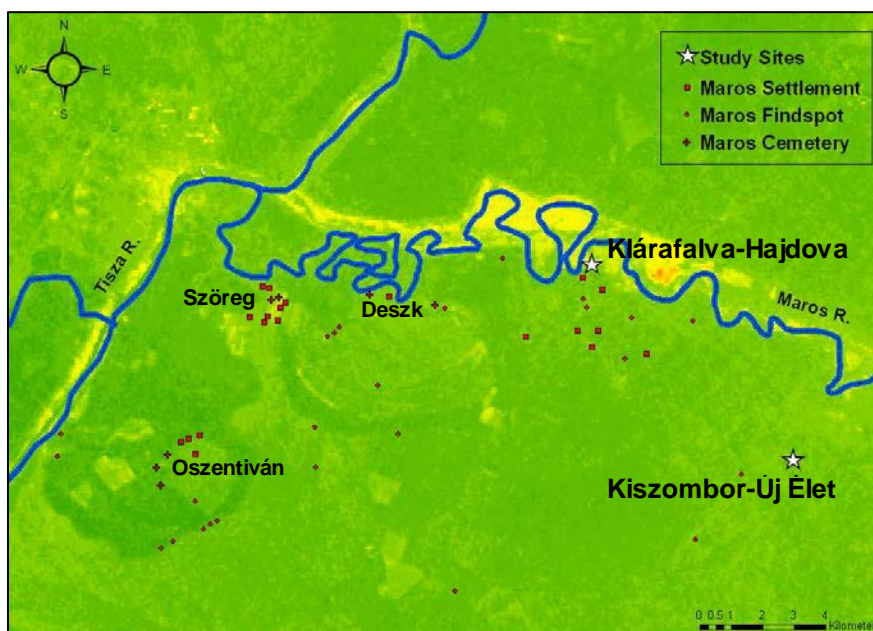 N
W E
S
Study Sites
Maros Settlement
Maros Findspot
Maros Cemetery
Tisza R.
Klárafalva-Hajdova
Szöreg
Deszk
Maros R.
Oszentiván
Kiszombor-Új Élet
0 0.5 1 2 3 4
Kilometer